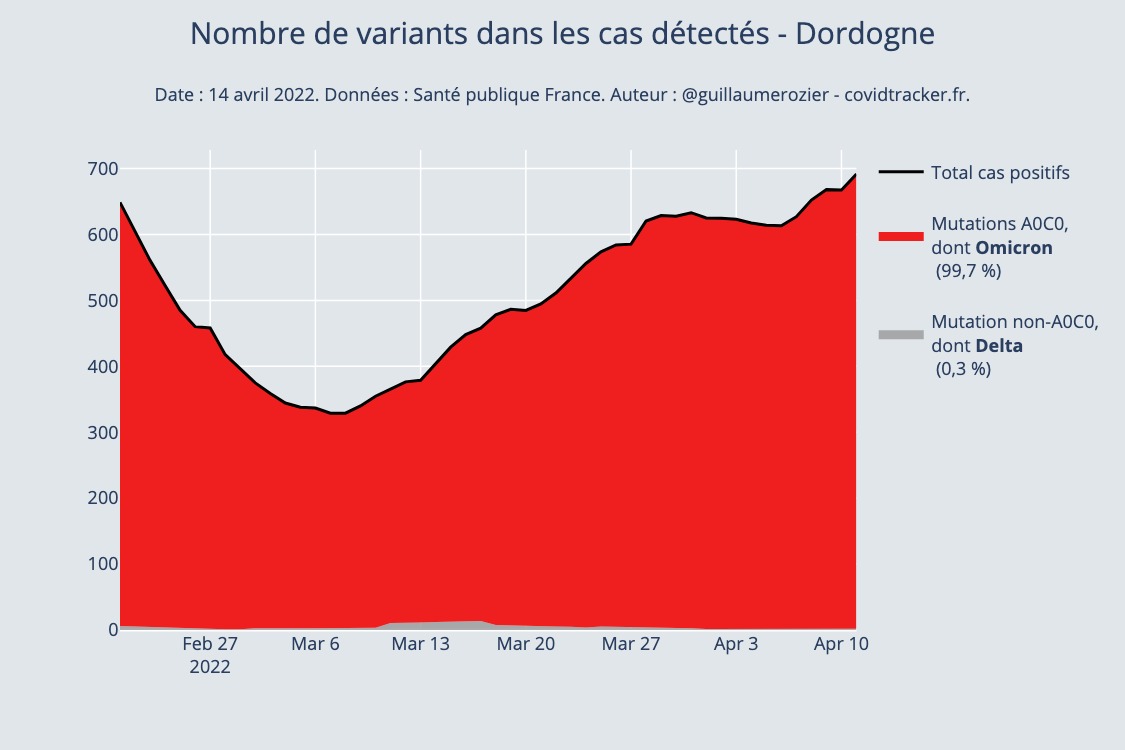 Nombre de variants dans les cas détectés - Dordogne
Date : 14 avril 2022. Données : Santé publique France. Auteur : @guillaumerozier - covidtracker.fr.
700
600
500
400
300
200
100
0
Feb 27
2022
Mar 6
Mar 13
Mar 20
Mar 27
Apr 3
Apr 10
Total cas positifs
Mutations A0C0,
dont Omicron
(99,7 %)
Mutation non-A0C0,
dont Delta
(0,3 %)